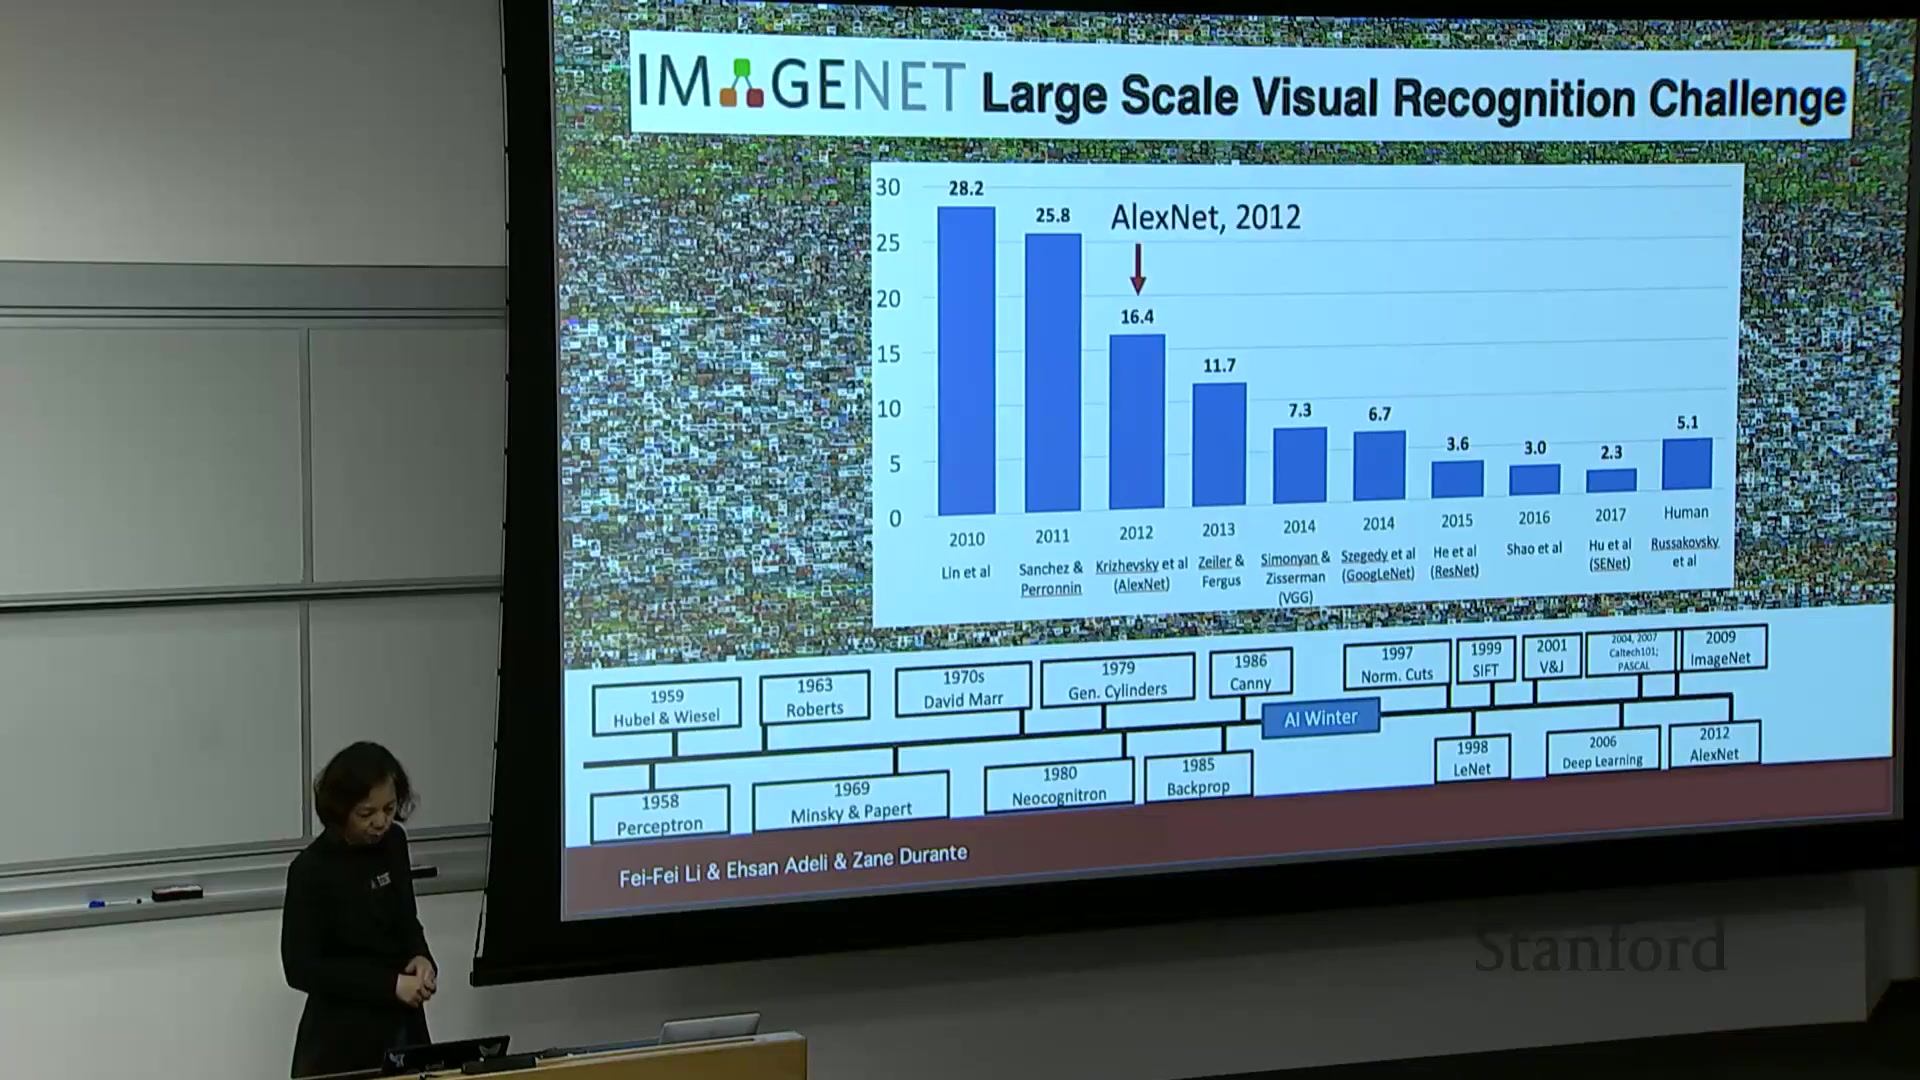 IMAGENET Large Scale Visual Recognition Challenge
30
25
20
15
10
5
0
28.2
25.8
AlexNet, 2012
16.4
11.7
7.3
6.7
3.6
3.0
2.3
5.1
2010
Lin et al
2011
Sanchez &
Perronnin
2012
Krizhevsky et al
(AlexNet)
2013
Zeiler &
Fergus
2014
Simonyan &
Zisserman
(VGG)
2014
Szegedy et al
(GoogLeNet)
2015
He et al
(ResNet)
2016
Shao et al
2017
Hu et al
(SENet)
Human
Russakovsky
et al
1959
Hubel & Wiesel
1963
Roberts
1970s
David Marr
1979
Gen. Cylinders
1986
Canny
AI Winter
1997
Norm. Cuts
1999
SIFT
2001
V&J
2004, 2007
Caltech101;
PASCAL
2009
ImageNet
1958
Perceptron
1969
Minsky & Papert
1980
Neocognitron
1985
Backprop
1998
LeNet
2006
Deep Learning
2012
AlexNet
Fei-Fei Li & Ehsan Adeli & Zane Durante
Stanford